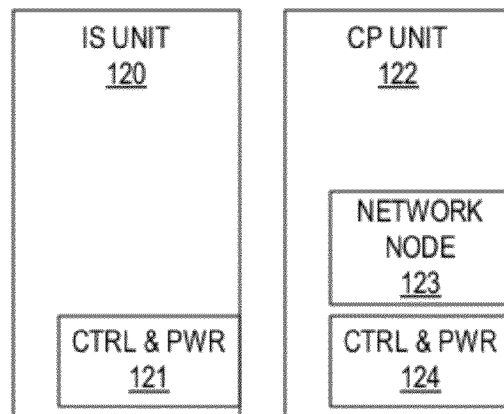 IS UNIT
120
CP UNIT
122
NETWORK
NODE
123
CTRL & PWR
121
CTRL & PWR
124